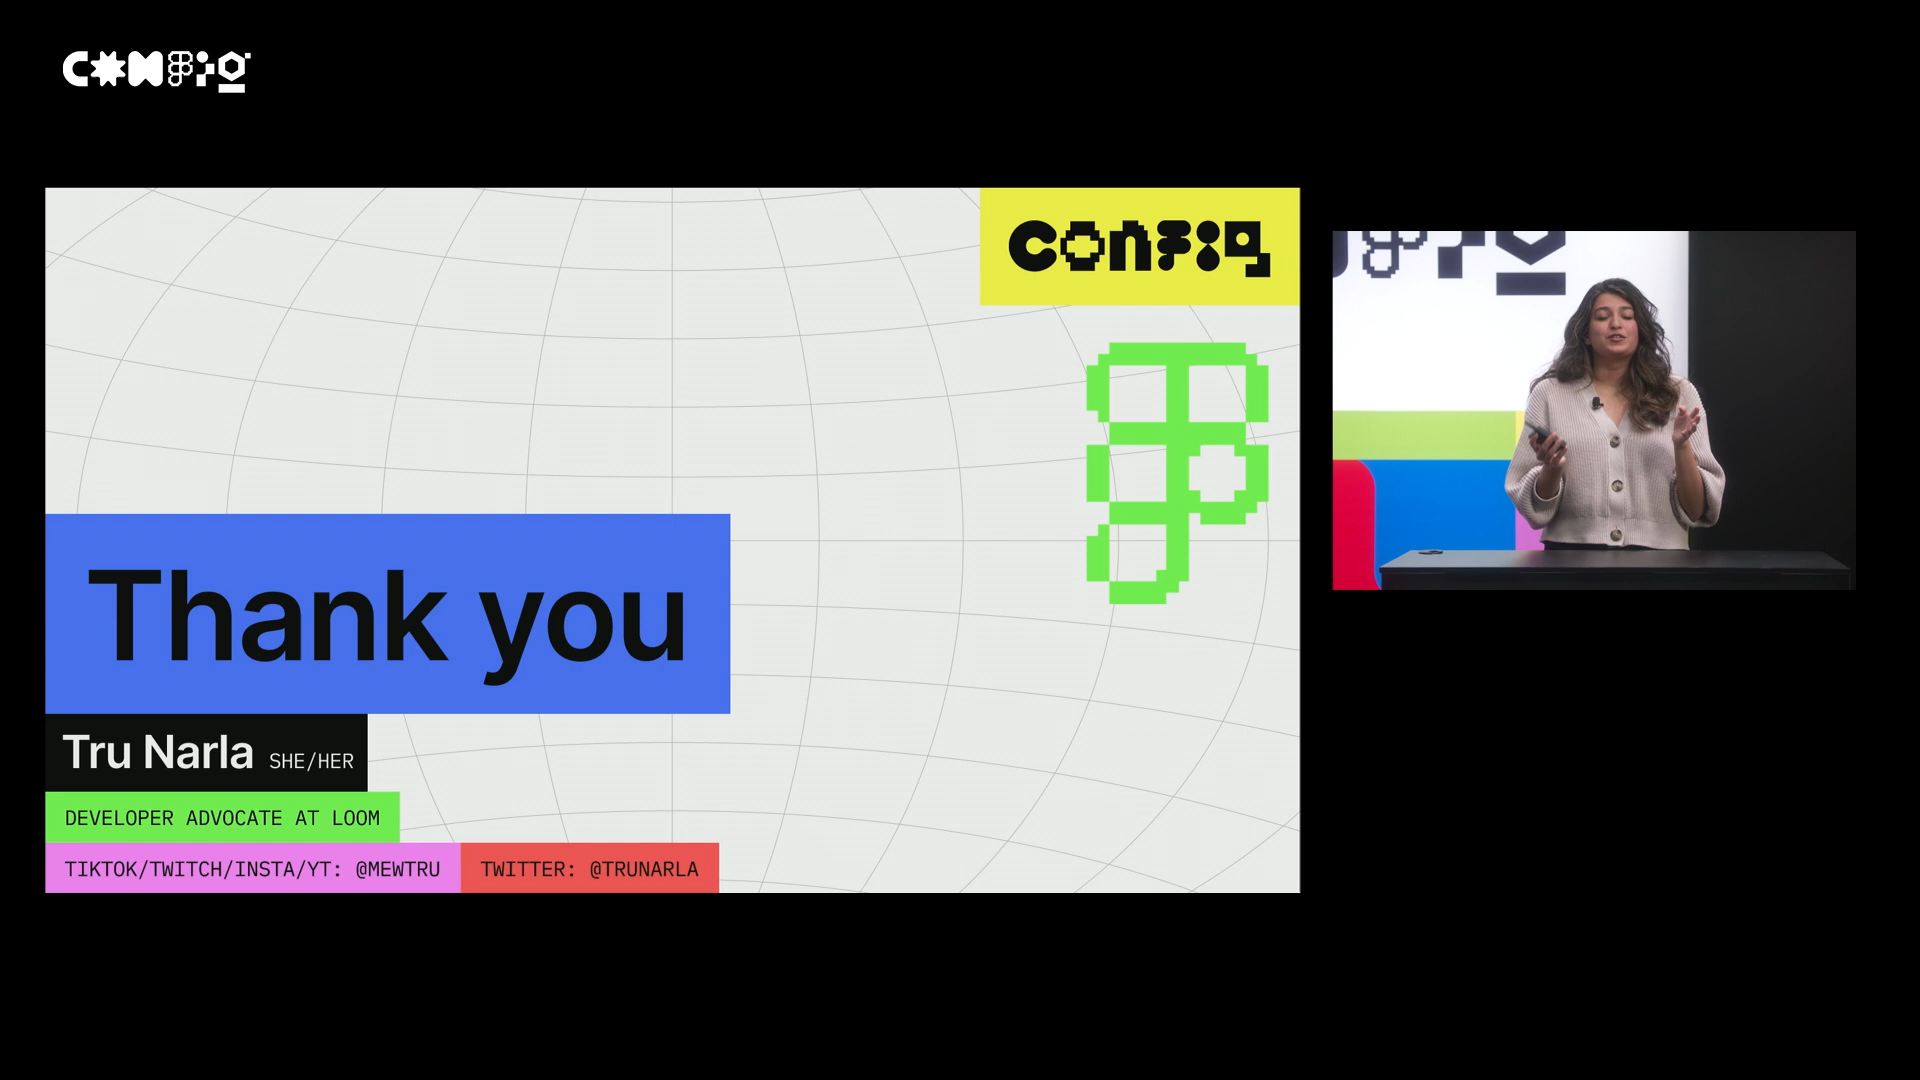 CONFIG
Config
Thank you
Tru Narla SHE/HER
DEVELOPER ADVOCATE AT LOOM
TIKTOK/TWITCH/INSTA/YT: @MEWTRU TWITTER: @TRUNARLA